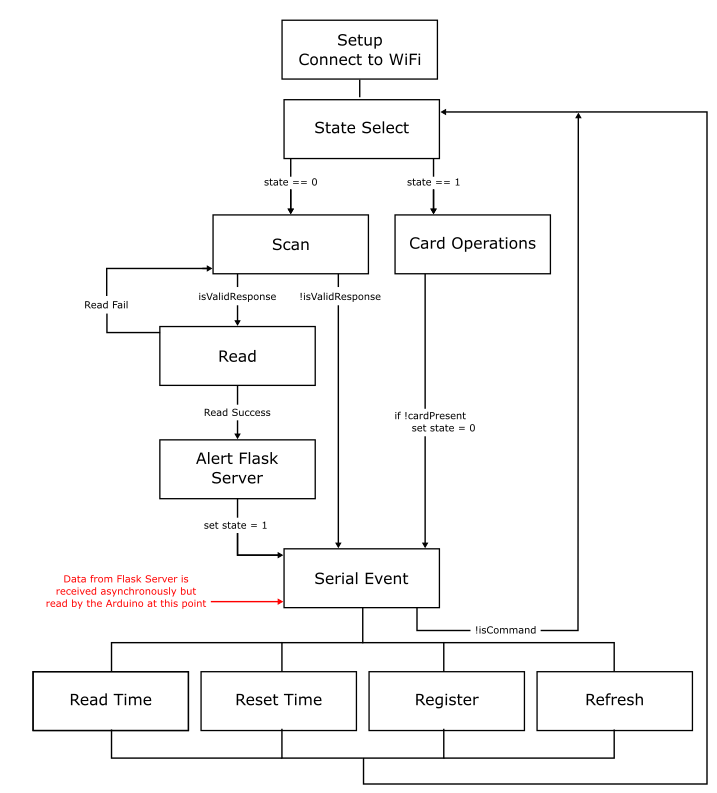 Setup
Connect to WiFi
State Select
state == 0
state == 1
Scan
Card Operations
isValidResponse
!isValidResponse
Read Fail
Read
Read Success
if !cardPresent
set state = 0
Alert Flask
Server
set state = 1
Serial Event
Data from Flask Server is
received asynchronously but
read by the Arduino at this point
!isCommand
Read Time
Reset Time
Register
Refresh